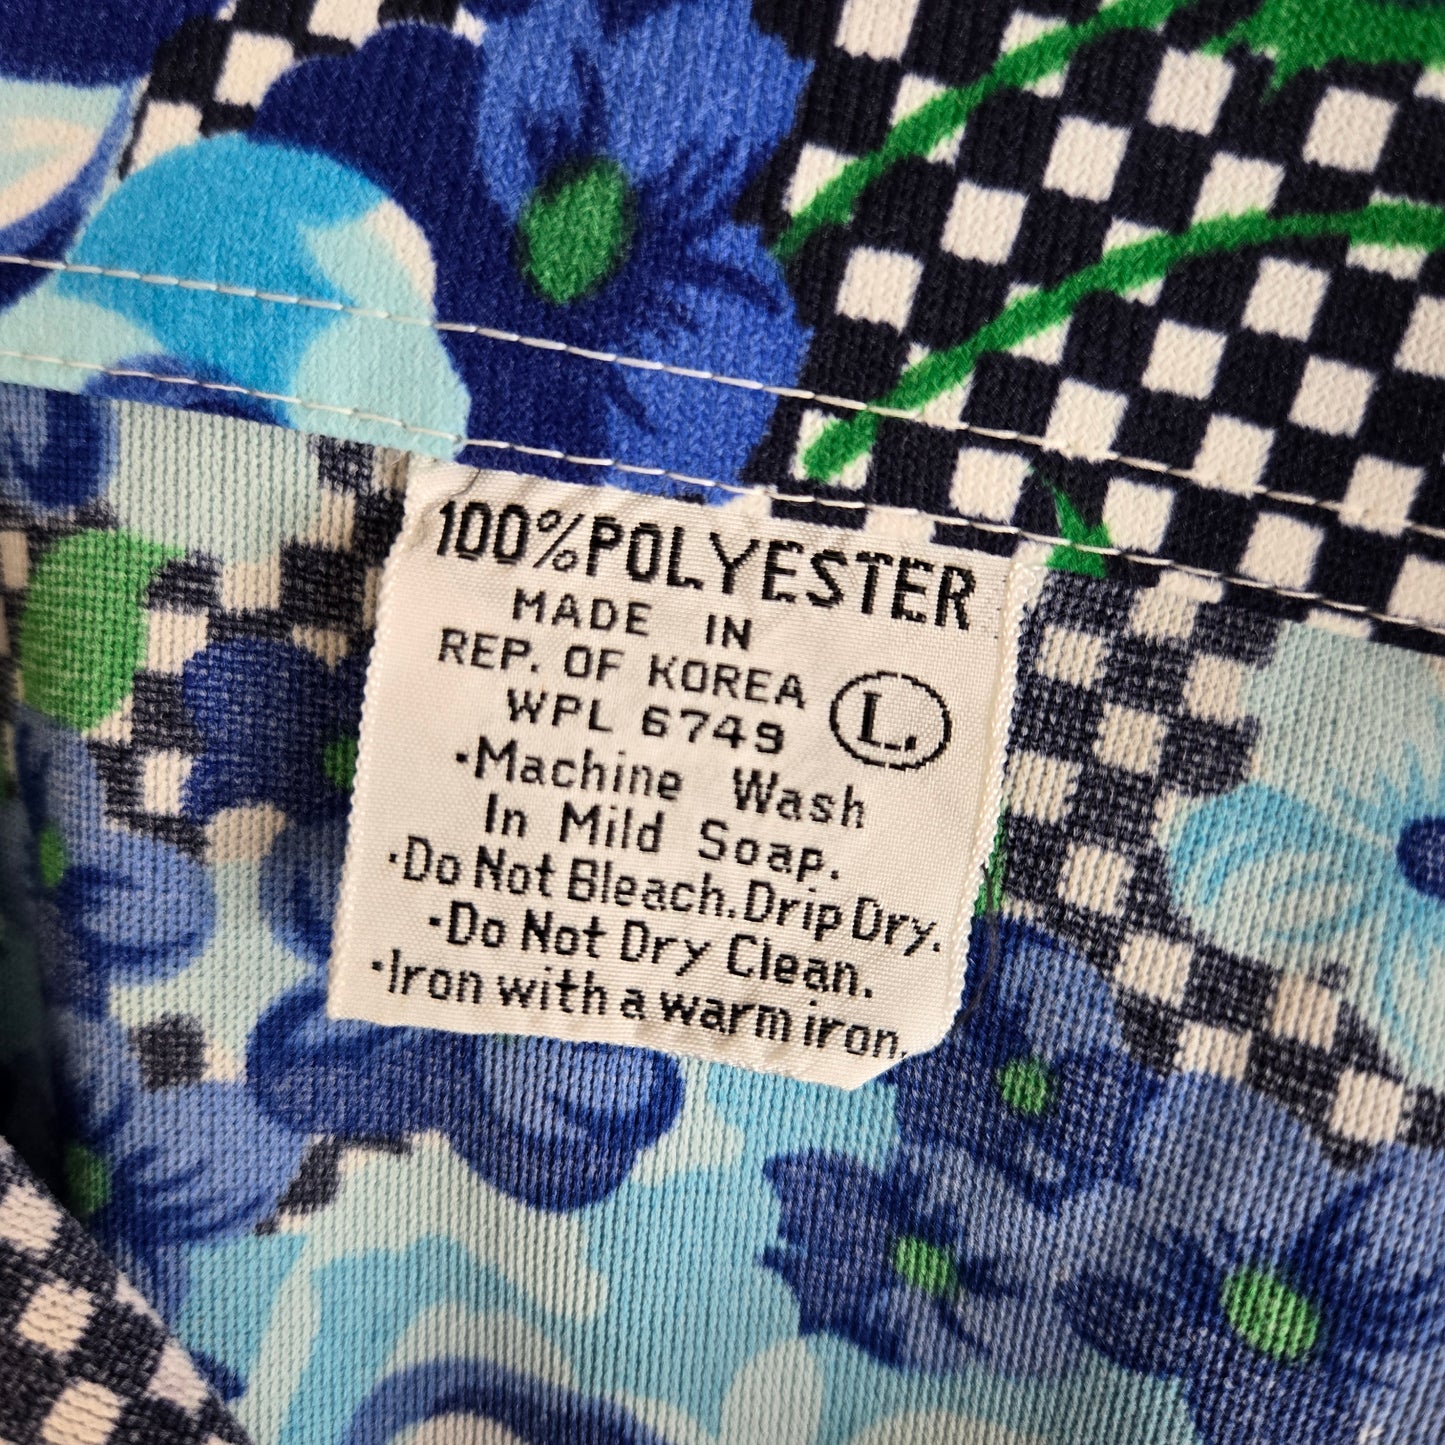 100% POLYESTER
MADE IN
REP. OF KOREA
WPL 6749
L.
·Machine Wash
In Mild Soap.
·Do Not Bleach. Drip Dry.
·Do Not Dry Clean.
·Iron with a warm iron.